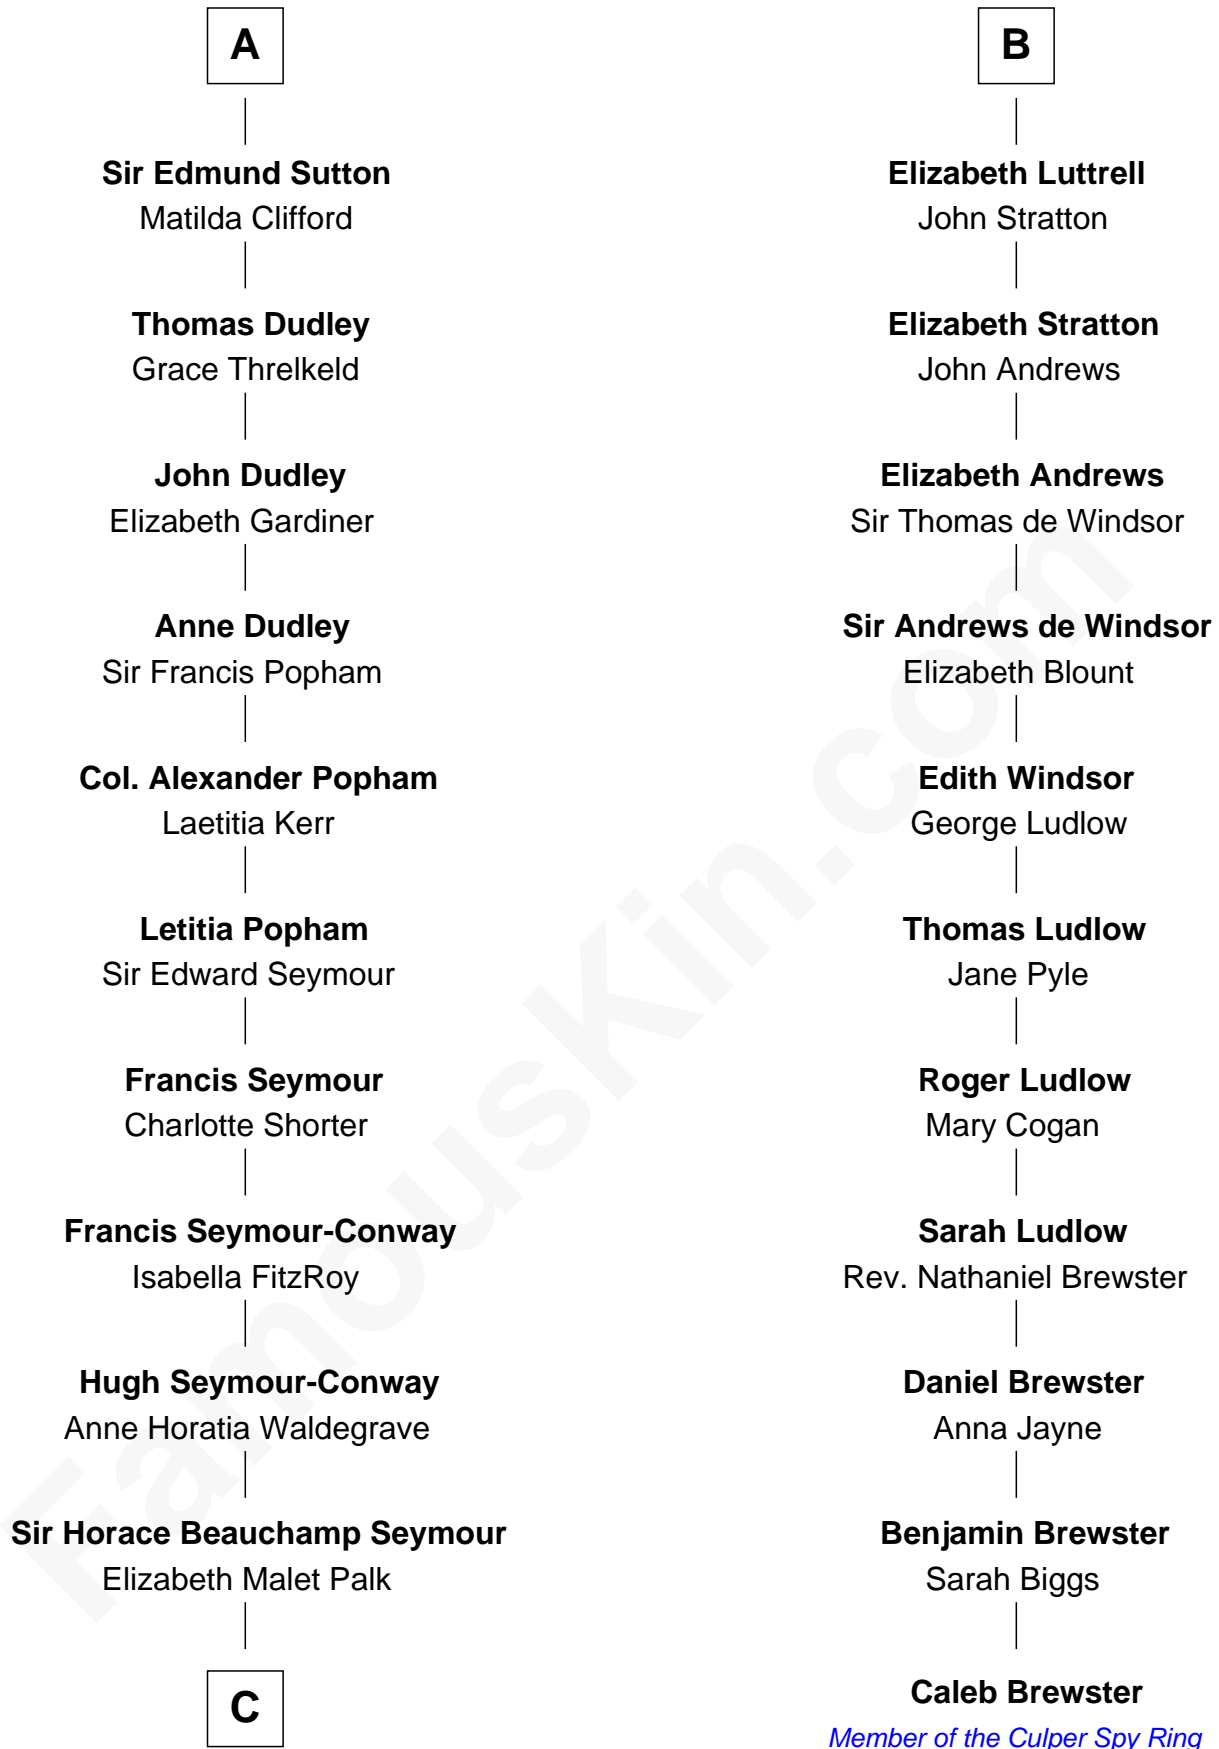 A
Sir Edmund Sutton
Matilda Clifford
Thomas Dudley
Grace Threlkeld
John Dudley
Elizabeth Gardiner
Anne Dudley
Sir Francis Popham
Col. Alexander Popham
Laetitia Kerr
Letitia Popham
Sir Edward Seymour
Francis Seymour
Charlotte Shorter
Francis Seymour-Conway
Isabella FitzRoy
Hugh Seymour-Conway
Anne Horatia Waldegrave
Sir Horace Beauchamp Seymour
Elizabeth Malet Palk
C
B
Elizabeth Luttrell
John Stratton
Elizabeth Stratton
John Andrews
Elizabeth Andrews
Sir Thomas de Windsor
Sir Andrews de Windsor
Elizabeth Blount
Edith Windsor
George Ludlow
Thomas Ludlow
Jane Pyle
Roger Ludlow
Mary Cogan
Sarah Ludlow
Rev. Nathaniel Brewster
Daniel Brewster
Anna Jayne
Benjamin Brewster
Sarah Biggs
Caleb Brewster
Member of the Culper Spy Ring
FamousKin.com